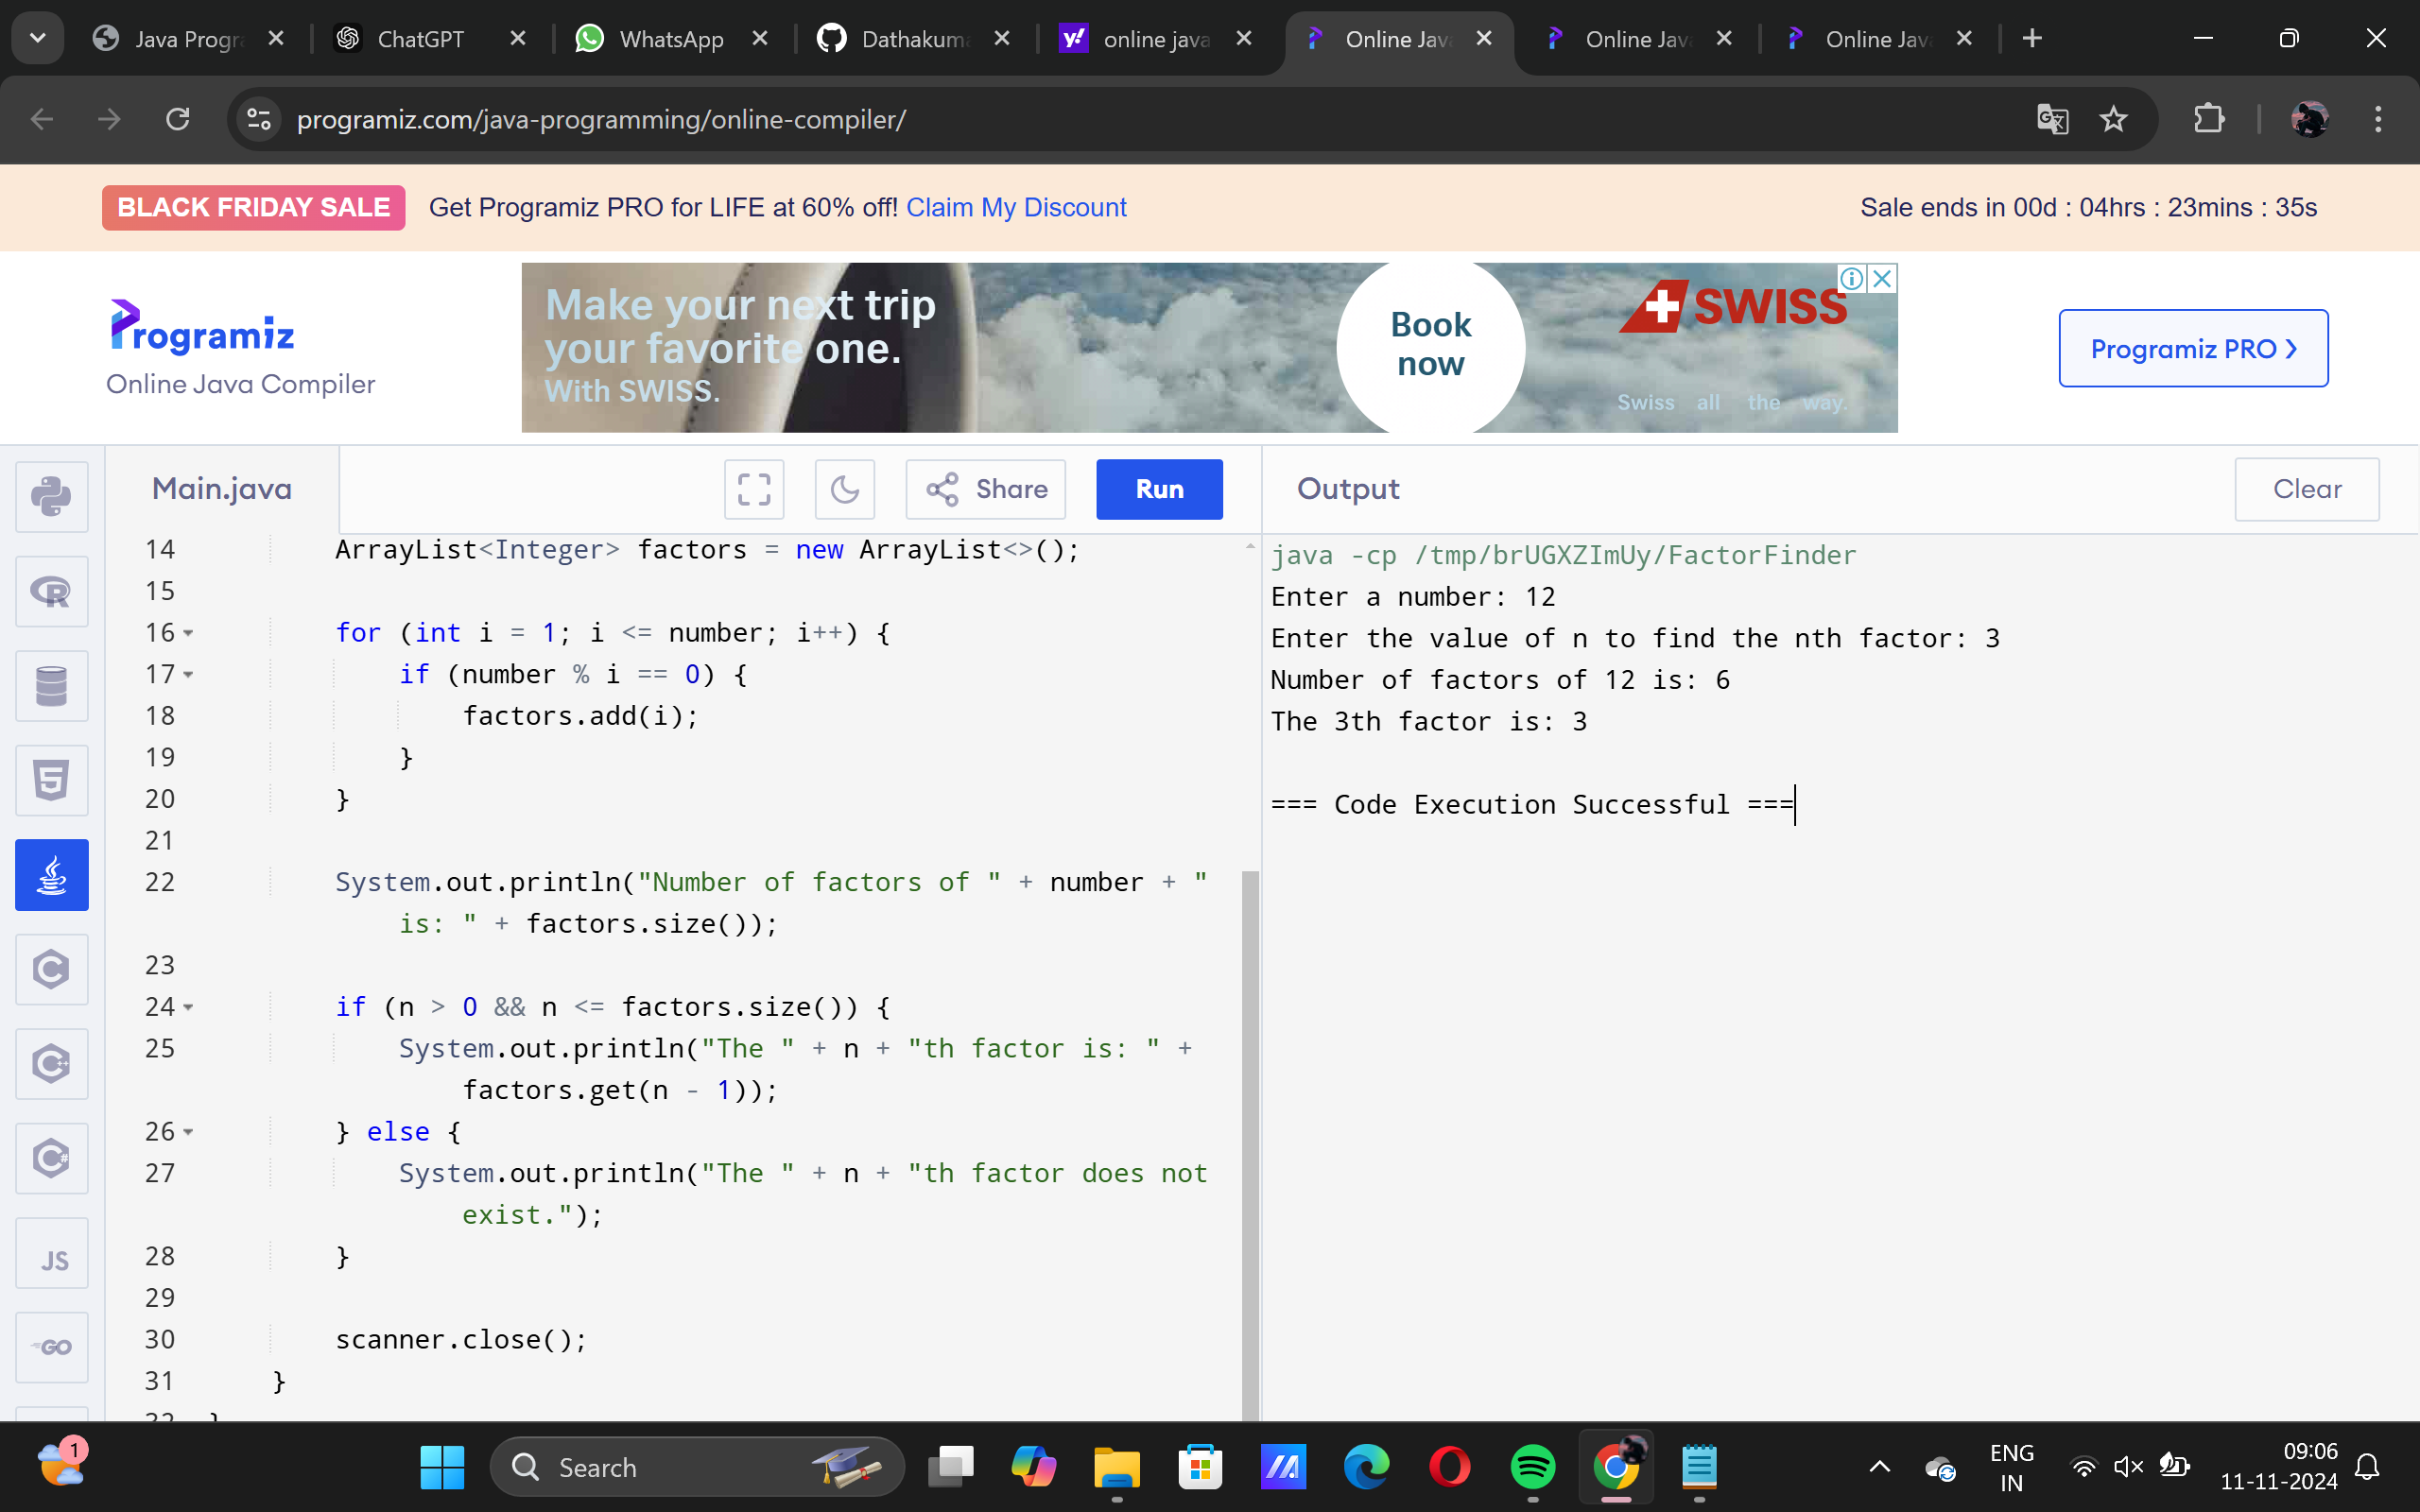 Java Progra
ChatGPT
WhatsApp
Dathakuma
online java
Online Jav
Online Jav
Online Jav
programiz.com/java-programming/online-compiler/
BLACK FRIDAY SALE Get Programiz PRO for LIFE at 60% off! Claim My Discount
Sale ends in 00d : 04hrs : 23mins : 35s
Programiz
Online Java Compiler
Make your next trip
your favorite one.
With SWISS.
Book
now
SWISS
Swiss all the way.
Programiz PRO
Main.java
Share
Run
14 ArrayList<Integer> factors = new ArrayList<>();
15
16 for (int i = 1; i <= number; i++) {
17 if (number % i == 0) {
18 factors.add(i);
19 }
20 }
21
22 System.out.println("Number of factors of " + number + "
is: " + factors.size());
23
24 if (n > 0 && n <= factors.size()) {
25 System.out.println("The " + n + "th factor is: " +
factors.get(n - 1));
26 } else {
27 System.out.println("The " + n + "th factor does not
exist.");
28 }
29
30 scanner.close();
31 }
32 }
Output
Clear
java -cp /tmp/brUGXZImUy/FactorFinder
Enter a number: 12
Enter the value of n to find the nth factor: 3
Number of factors of 12 is: 6
The 3th factor is: 3
=== Code Execution Successful ===
R
5
C
C++
C#
JS
GO
1
Search
ENG
IN
09:06
11-11-2024